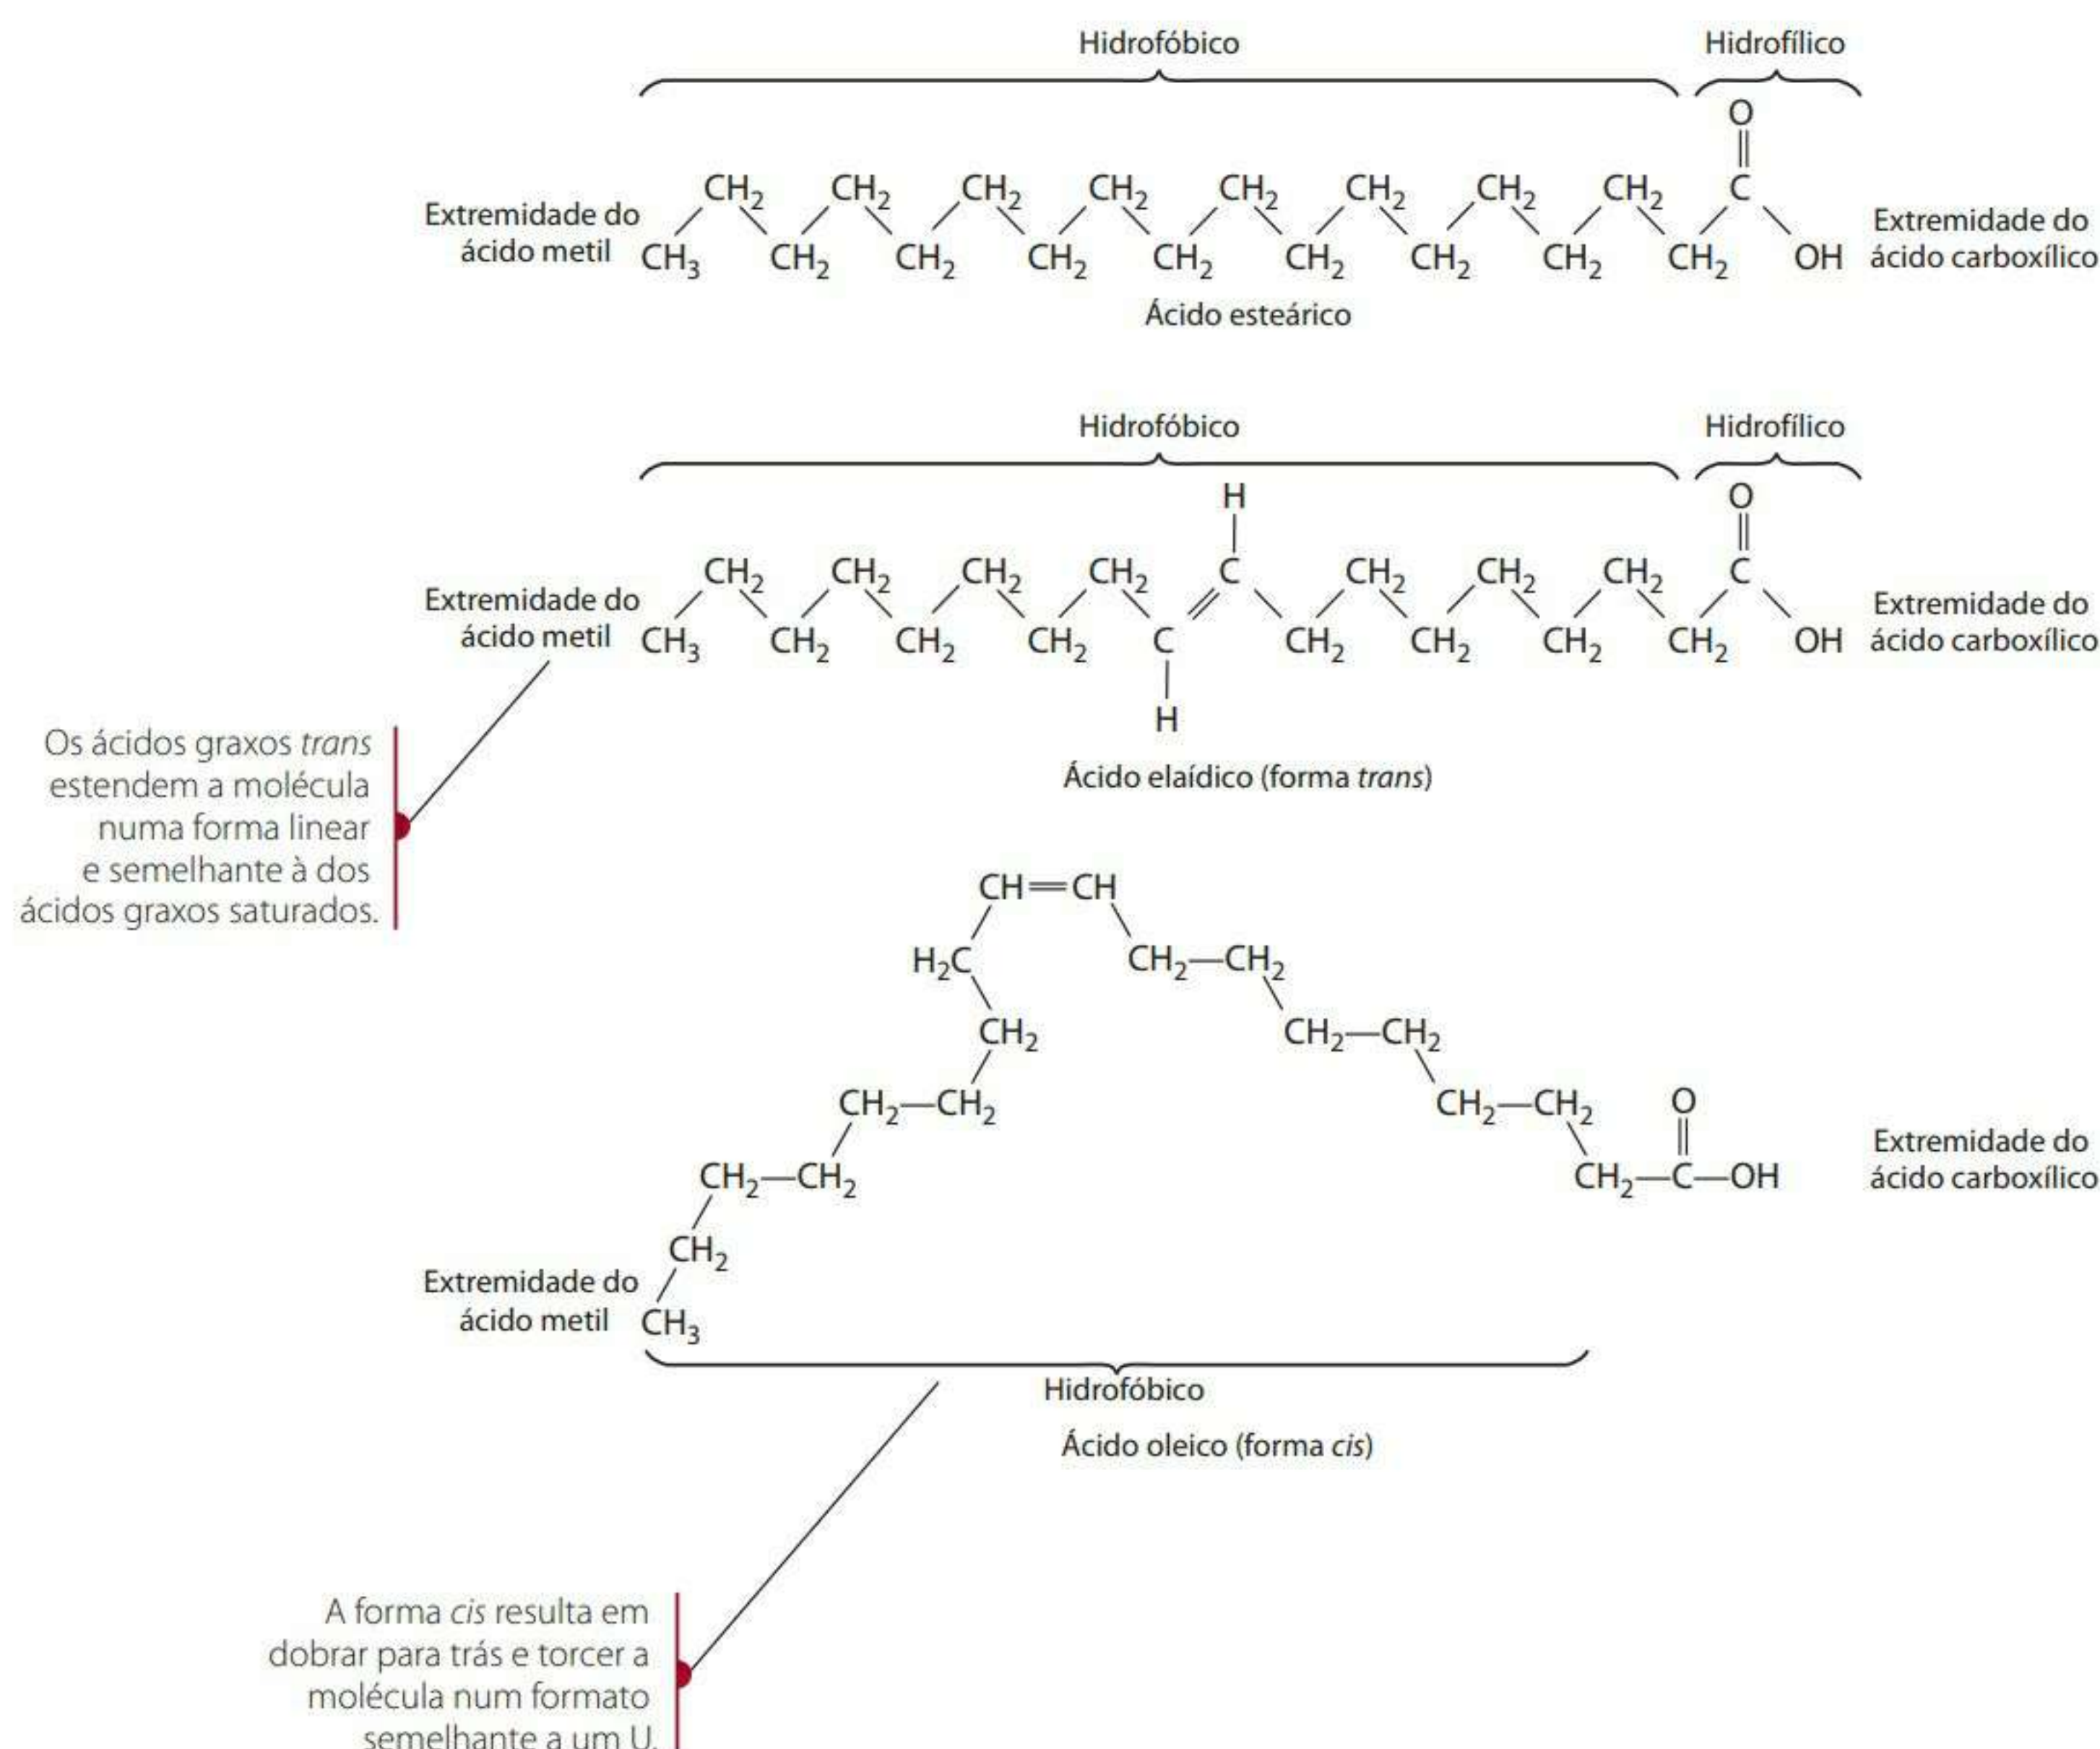 Hidrofóbico Hidrofílico
O
CH₂ CH₂ CH₂ CH₂ CH₂ CH₂ CH₂ CH₂ C
Extremidade do
ácido metil
CH₃ CH₂ CH₂ CH₂ CH₂ CH₂ CH₂ CH₂ CH₂ OH
Extremidade do
ácido carboxílico
Ácido esteárico
Hidrofóbico Hidrofílico
H O
CH₂ CH₂ CH₂ CH₂ C CH₂ CH₂ CH₂ C
Extremidade do
ácido metil
CH₃ CH₂ CH₂ CH₂ C CH₂ CH₂ CH₂ CH₂ OH
Extremidade do
ácido carboxílico
H
Ácido elaídico (forma trans)
Os ácidos graxos trans
estendem a molécula
numa forma linear
e semelhante à dos
ácidos graxos saturados.
CH=CH
H₂C CH₂—CH₂
CH₂ CH₂—CH₂
CH₂—CH₂ CH₂—CH₂ O
CH₂—CH₂ CH₂—C—OH
Extremidade do
ácido carboxílico
CH₂
Extremidade do
ácido metil
CH₃
Hidrofóbico
Ácido oleico (forma cis)
A forma cis resulta em
dobrar para trás e torcer a
molécula num formato
semelhante a um U.